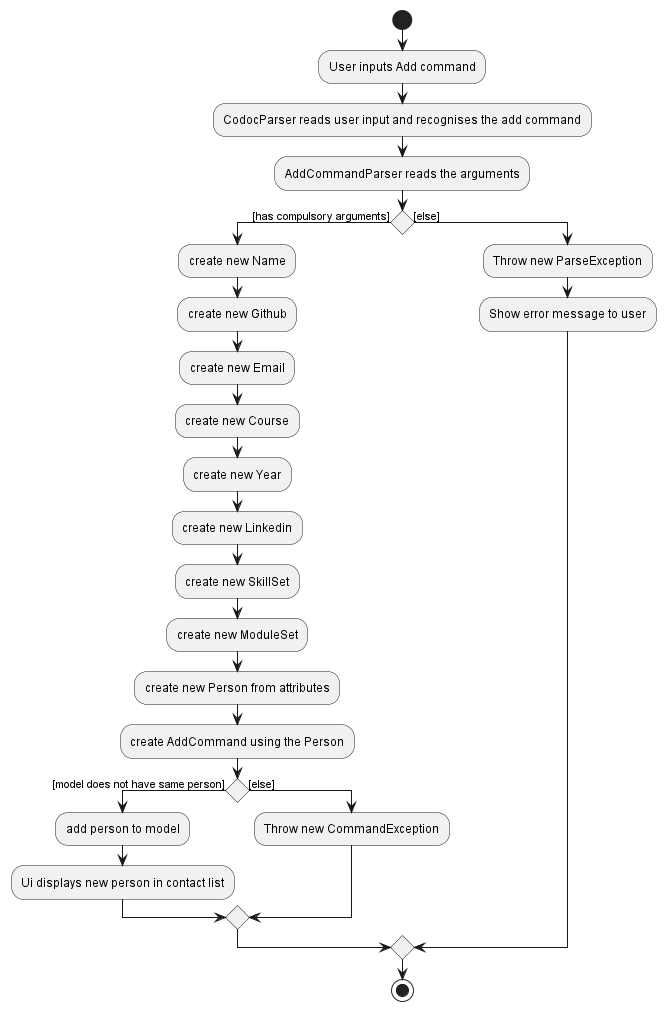 User inputs Add command
CodocParser reads user input and recognises the add command
AddCommandParser reads the arguments
[has compulsory arguments]
[else]
create new Name
create new Github
create new Email
create new Course
create new Year
create new Linkedin
create new SkillSet
create new ModuleSet
create new Person from attributes
create AddCommand using the Person
[model does not have same person]
[else]
add person to model
Ui displays new person in contact list
Throw new CommandException
Throw new ParseException
Show error message to user